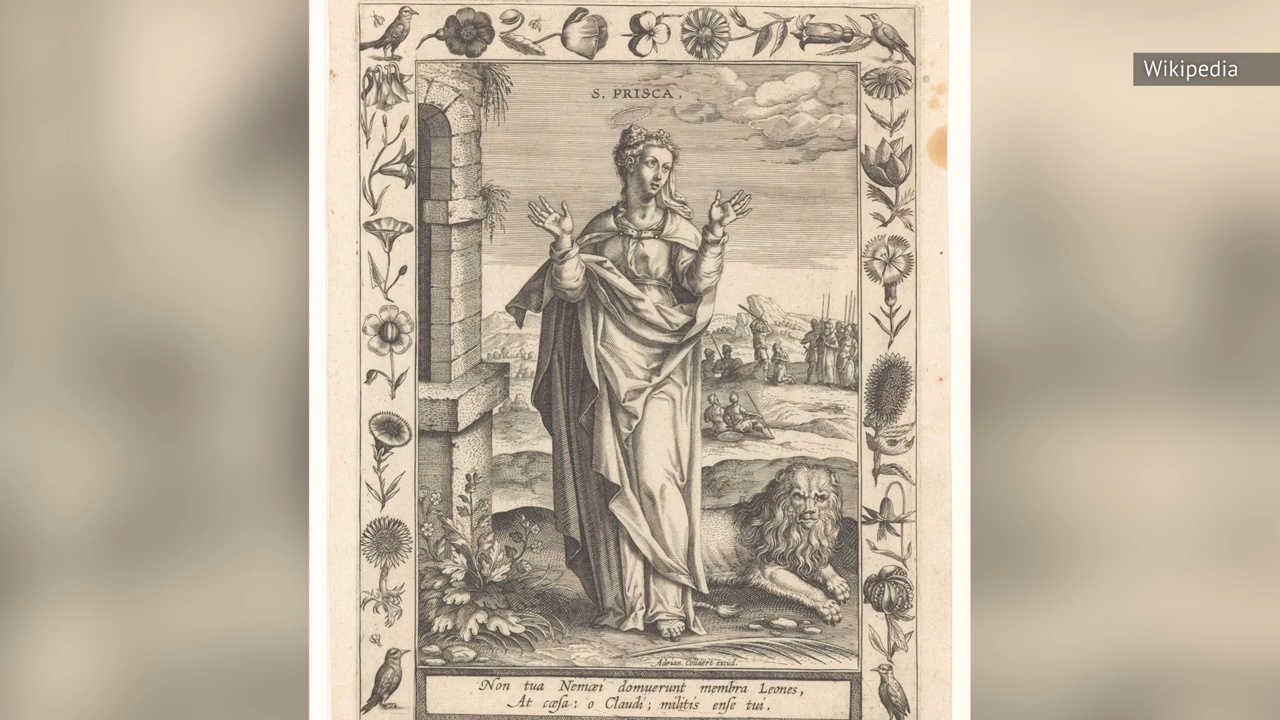 Wikipedia
S. PRISCA.
Adrian. Collaert excud.
Non tua Nemæi domuerunt membra Leones,
At cæsa: o Claudi; militis ense tui.